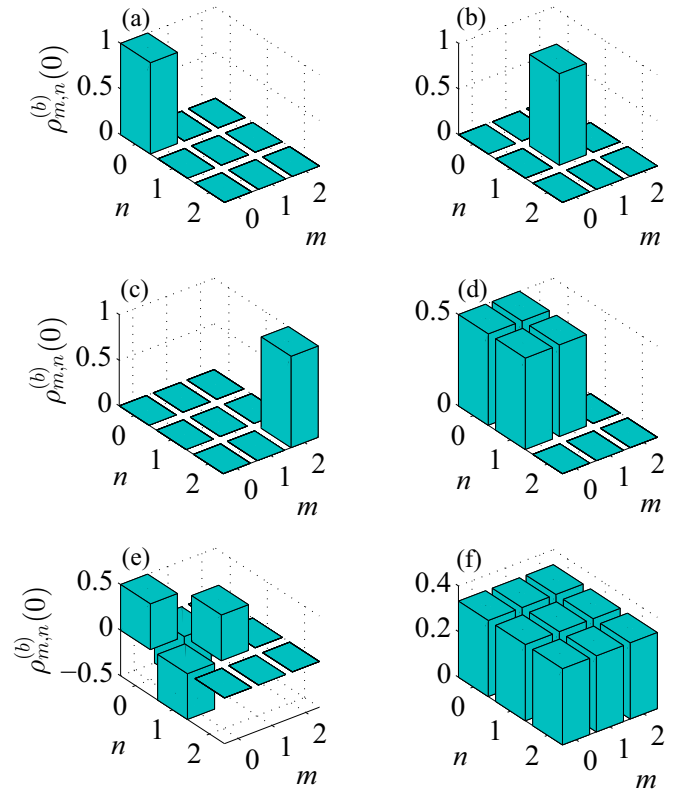 (a) (b)
1 1
ρ_{m,n}^{(b)}(0) 0.5 0.5
0 0
0 2 0 2
1 1 1 1
n 2 0 m n 2 0 m
(c) (d)
1 0.5
ρ_{m,n}^{(b)}(0) 0.5
0 0
0 2 0 2
1 1 1 1
n 2 0 m n 2 0 m
(e) (f)
0.5 0.4
ρ_{m,n}^{(b)}(0) 0 0.2
−0.5 0
0 2 0 2
1 1 1 1
n 2 0 m n 2 0 m